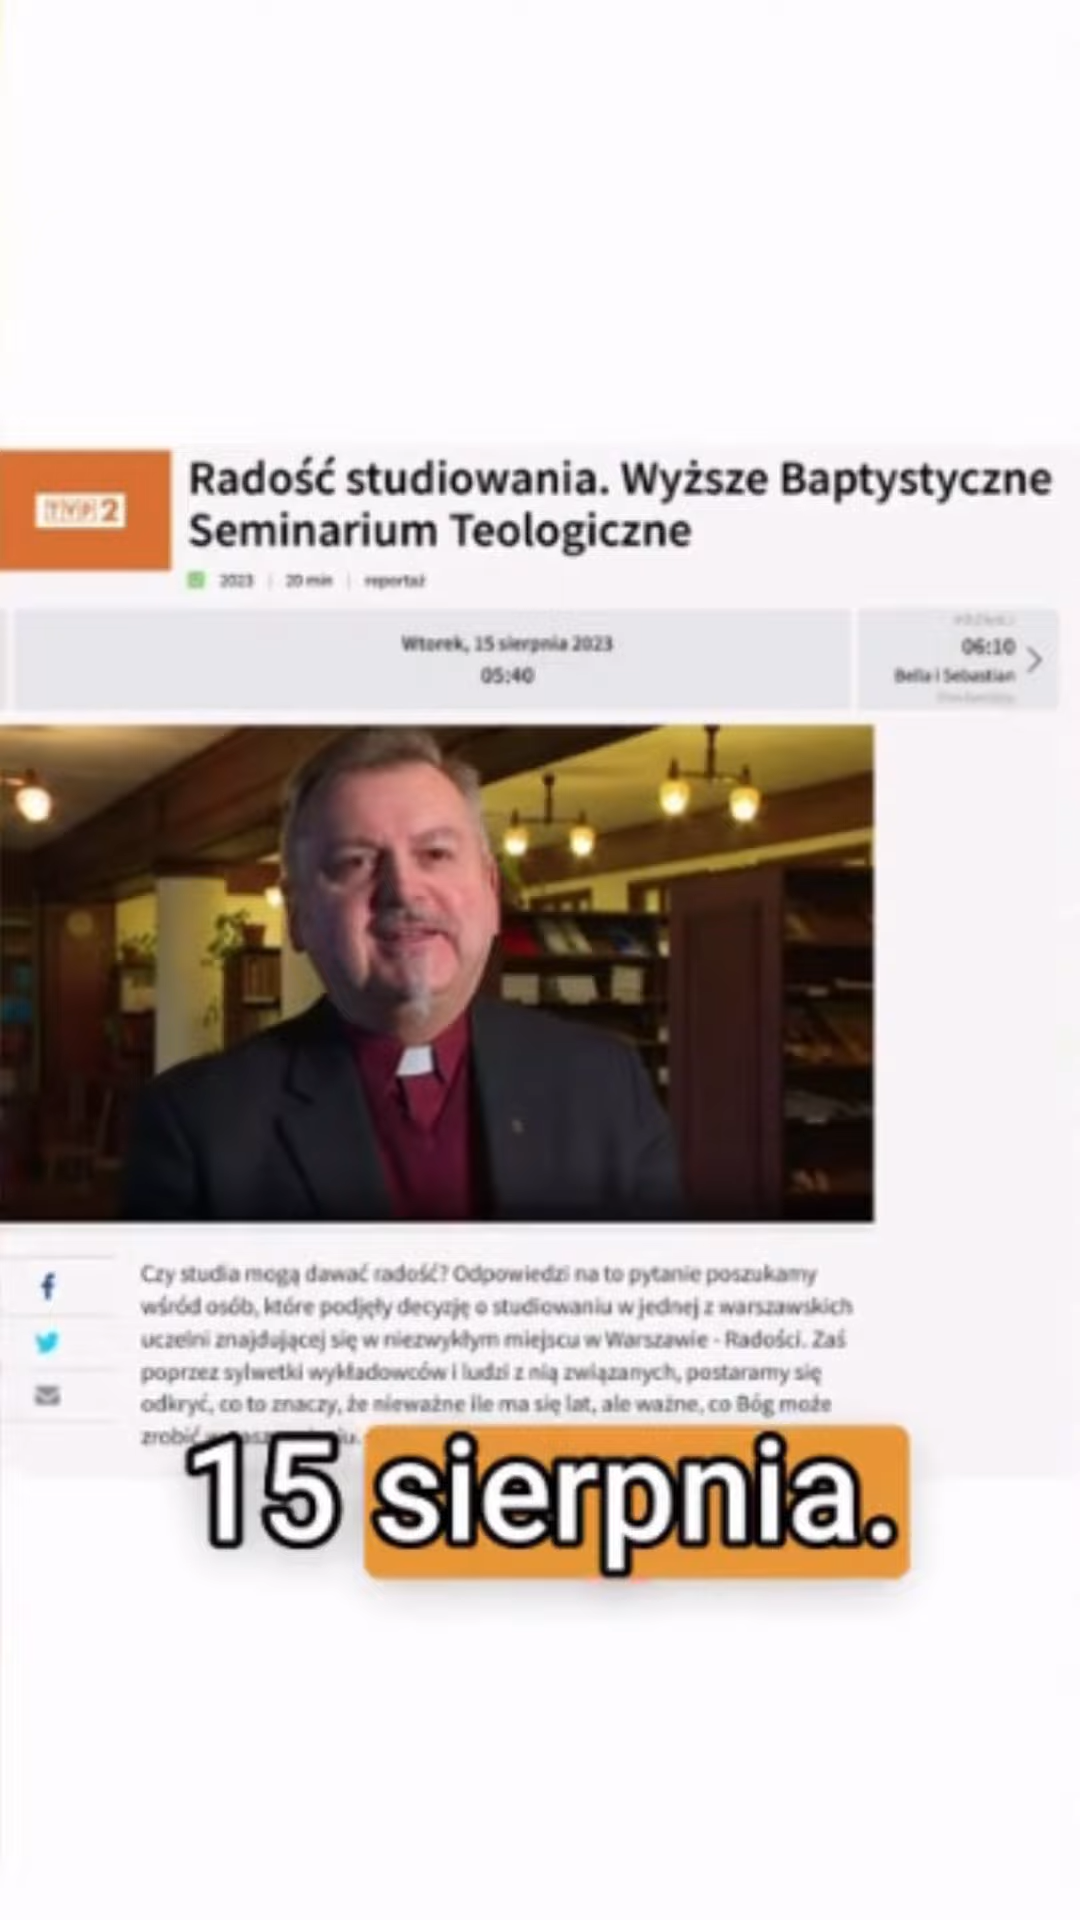 TVP 2
Radość studiowania. Wyższe Baptystyczne
Seminarium Teologiczne
2023 | 20 min | reportaż
Wtorek, 15 sierpnia 2023
05:40
06:10
Bella i Sebastian
Czy studia mogą dawać radość? Odpowiedzi na to pytanie poszukamy
wśród osób, które podjęły decyzję o studiowaniu w jednej z warszawskich
uczelni znajdującej się w niezwykłym miejscu w Warszawie - Radości. Zaś
poprzez sylwetki wykładowców i ludzi z nią związanych, postaramy się
odkryć, co to znaczy, że nieważne ile ma się lat, ale ważne, co Bóg może
zrobić
15 sierpnia.